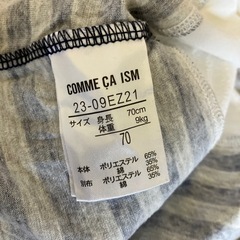 COMME ÇA ISM
23-09EZ21
サイズ 身長 70cm
体重 9kg
70
本体 ポリエステル 65%
綿 35%
別布 ポリエステル 65%
綿 35%